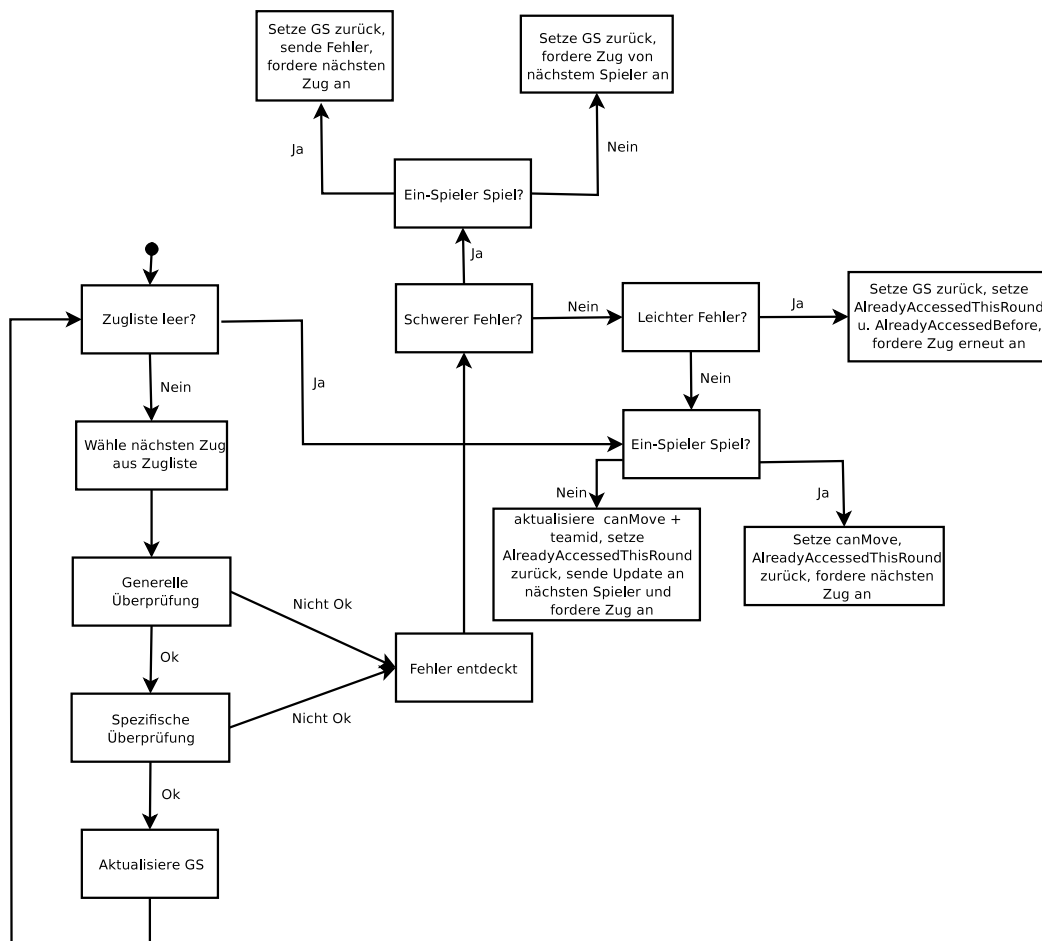 Setze GS zurück,
sende Fehler,
fordere nächsten
Zug an
Setze GS zurück,
fordere Zug von
nächstem Spieler an
Ja
Nein
Ein-Spieler Spiel?
Ja
Zugliste leer?
Schwerer Fehler?
Nein
Leichter Fehler?
Ja
Setze GS zurück, setze
AlreadyAccessedThisRound
u. AlreadyAccessedBefore,
fordere Zug erneut an
Nein
Ja
Nein
Wähle nächsten Zug
aus Zugliste
Ein-Spieler Spiel?
Nein
Ja
aktualisiere canMove +
teamid, setze
AlreadyAccessedThisRound
zurück, sende Update an
nächsten Spieler und
fordere Zug an
Setze canMove,
AlreadyAccessedThisRound
zurück, fordere nächsten
Zug an
Generelle
Überprüfung
Nicht Ok
Ok
Fehler entdeckt
Spezifische
Überprüfung
Nicht Ok
Ok
Aktualisiere GS